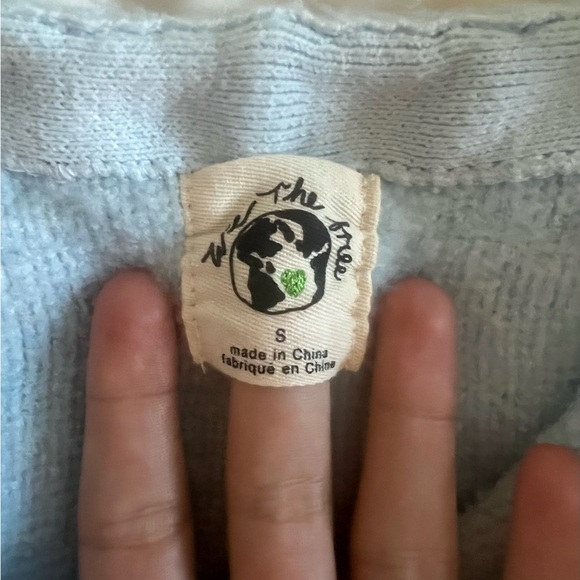 We The Free
S
made in China
fabriqué en Chine